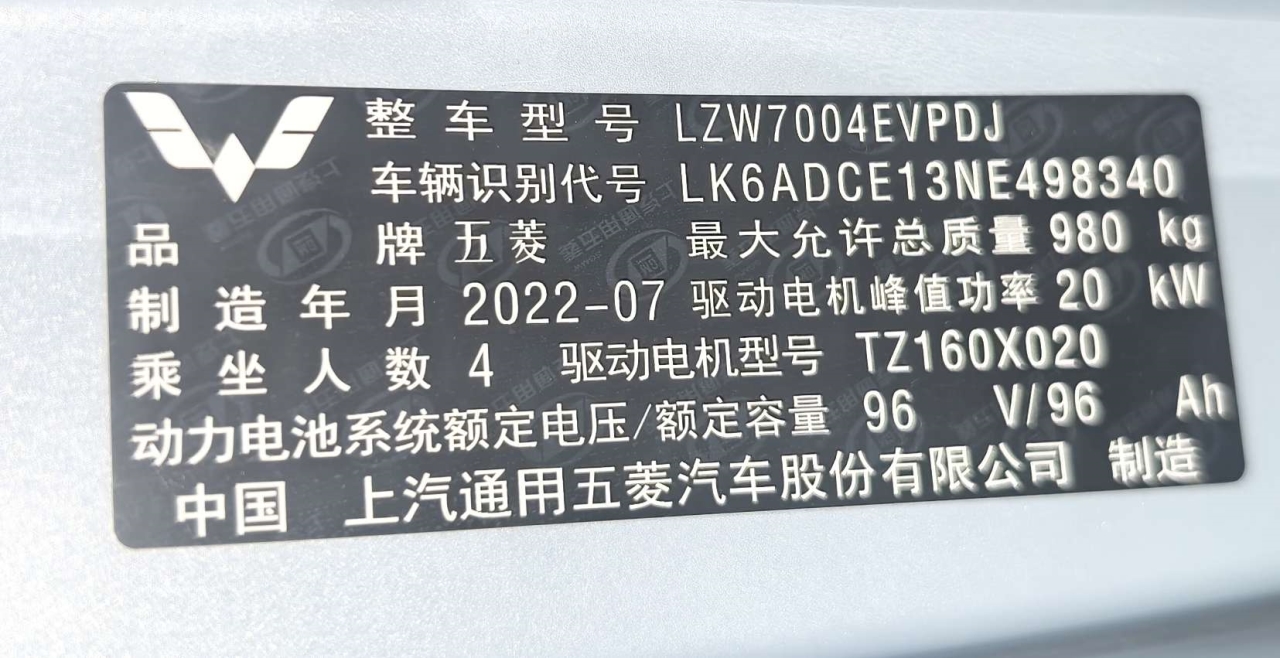 整车型号 LZW7004EVPDJ
车辆识别代号 LK6ADCE13NE498340
品牌 五菱 最大允许总质量 980 kg
制造年月 2022-07 驱动电机峰值功率 20 kW
乘坐人数 4 驱动电机型号 TZ160X020
动力电池系统额定电压/额定容量 96 V/96 Ah
中国 上汽通用五菱汽车股份有限公司 制造